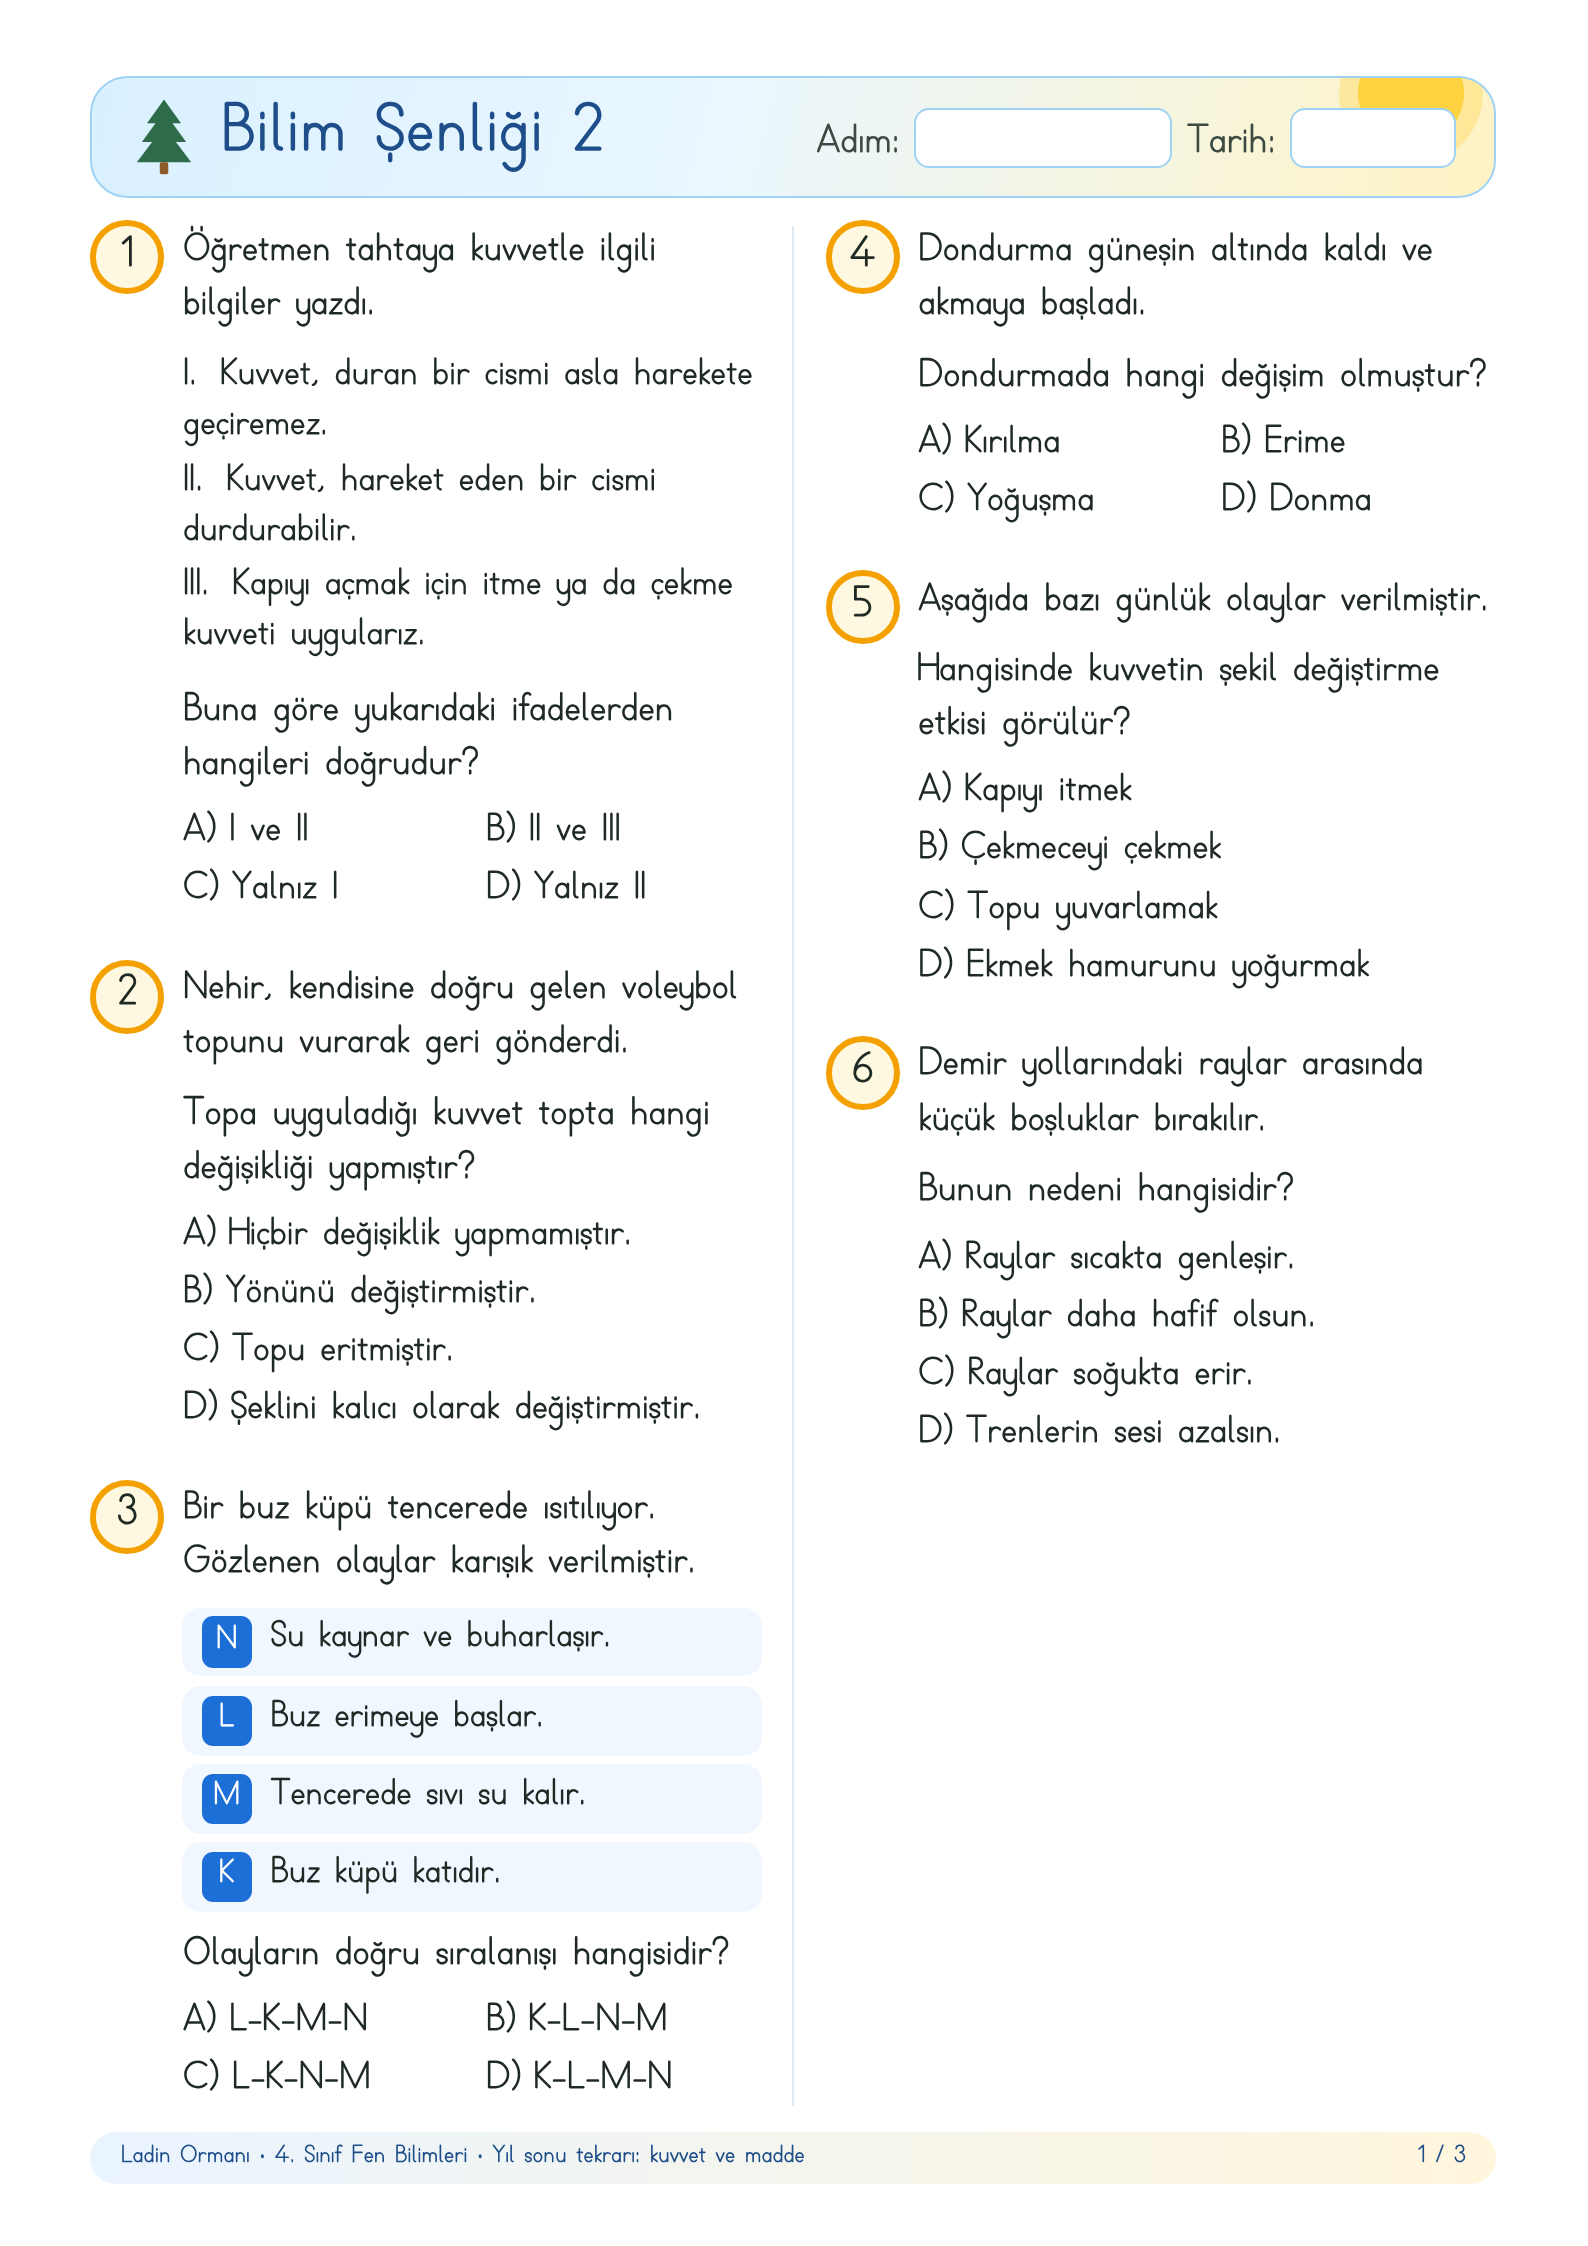 Bilim Şenliği 2
Adım:
Tarih:
1
Öğretmen tahtaya kuvvetle ilgili
bilgiler yazdı.
I. Kuvvet, duran bir cismi asla harekete
geçiremez.
II. Kuvvet, hareket eden bir cismi
durdurabilir.
III. Kapıyı açmak için itme ya da çekme
kuvveti uygularız.
Buna göre yukarıdaki ifadelerden
hangileri doğrudur?
A) I ve II
B) II ve III
C) Yalnız I
D) Yalnız II
2
Nehir, kendisine doğru gelen voleybol
topunu vurarak geri gönderdi.
Topa uyguladığı kuvvet topta hangi
değişikliği yapmıştır?
A) Hiçbir değişiklik yapmamıştır.
B) Yönünü değiştirmiştir.
C) Topu eritmiştir.
D) Şeklini kalıcı olarak değiştirmiştir.
3
Bir buz küpü tencerede ısıtılıyor.
Gözlenen olaylar karışık verilmiştir.
N Su kaynar ve buharlaşır.
L Buz erimeye başlar.
M Tencerede sıvı su kalır.
K Buz küpü katıdır.
Olayların doğru sıralanışı hangisidir?
A) L-K-M-N
B) K-L-N-M
C) L-K-N-M
D) K-L-M-N
4
Dondurma güneşin altında kaldı ve
akmaya başladı.
Dondurmada hangi değişim olmuştur?
A) Kırılma
B) Erime
C) Yoğuşma
D) Donma
5
Aşağıda bazı günlük olaylar verilmiştir.
Hangisinde kuvvetin şekil değiştirme
etkisi görülür?
A) Kapıyı itmek
B) Çekmeceyi çekmek
C) Topu yuvarlamak
D) Ekmek hamurunu yoğurmak
6
Demir yollarındaki raylar arasında
küçük boşluklar bırakılır.
Bunun nedeni hangisidir?
A) Raylar sıcakta genleşir.
B) Raylar daha hafif olsun.
C) Raylar soğukta erir.
D) Trenlerin sesi azalsın.
Ladin Ormanı • 4. Sınıf Fen Bilimleri • Yıl sonu tekrarı: kuvvet ve madde
1 / 3